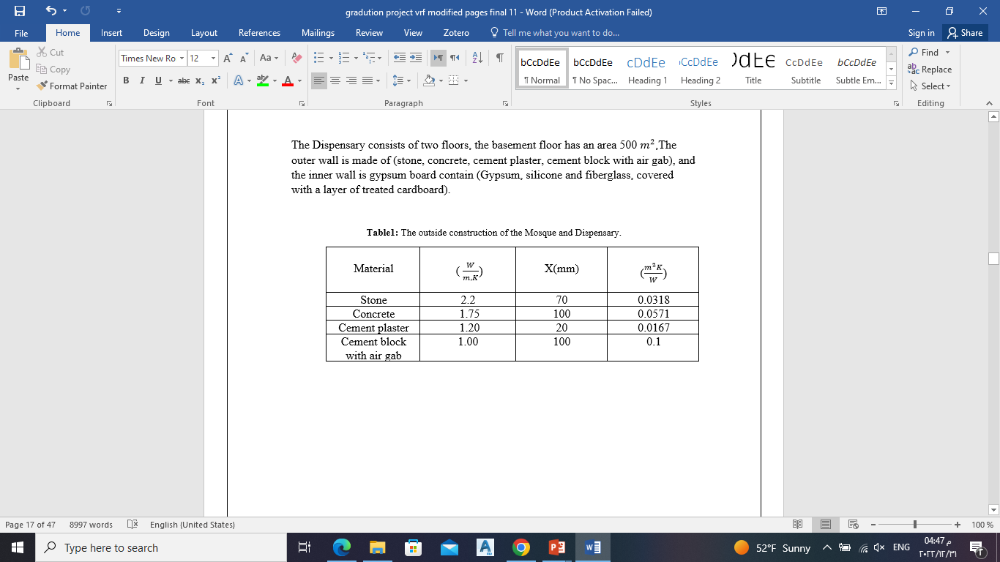 gradution project vrf modified pages final 11 - Word (Product Activation Failed)
File Home Insert Design Layout References Mailings Review View Zotero Tell me what you want to do... Sign in Share
Paste
Cut
Copy
Format Painter
Clipboard
Times New Ro 12
Font
Paragraph
bCcDdEe bCcDdEe cDdEe ıCcDdEe CcDdEe bCcDdEe
¶ Normal ¶ No Spac... Heading 1 Heading 2 Title Subtitle Subtle Em...
Styles
Find
Replace
Select
Editing
The Dispensary consists of two floors, the basement floor has an area 500 m²,The
outer wall is made of (stone, concrete, cement plaster, cement block with air gab), and
the inner wall is gypsum board contain (Gypsum, silicone and fiberglass, covered
with a layer of treated cardboard).
Table1: The outside construction of the Mosque and Dispensary.
Material (W/m.K) X(mm) (m²K/W)
Stone 2.2 70 0.0318
Concrete 1.75 100 0.0571
Cement plaster 1.20 20 0.0167
Cement block 1.00 100 0.1
with air gab
Page 17 of 47 8997 words English (United States) 100 %
Type here to search
52°F Sunny ENG
04:47 م
٢٠٢٢/١٢/٣١